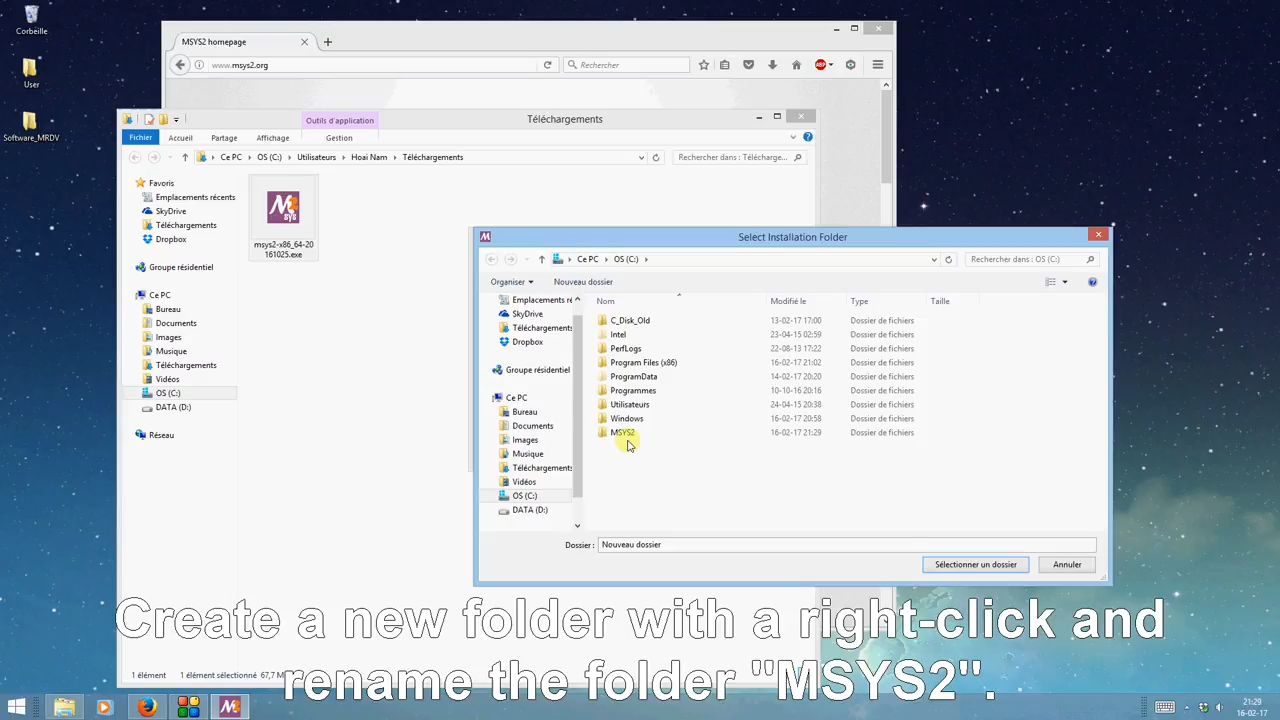 Corbeille
User
Software_MRDV
MSYS2 homepage
www.msys2.org
Rechercher
ABP
Outils d'application
Téléchargements
Fichier
Accueil
Partage
Affichage
Gestion
Ce PC
OS (C:)
Utilisateurs
Hoai Nam
Téléchargements
Rechercher dans : Télécharge...
Favoris
Emplacements récents
SkyDrive
Téléchargements
Dropbox
Groupe résidentiel
Ce PC
Bureau
Documents
Images
Musique
Téléchargements
Vidéos
OS (C:)
DATA (D:)
Réseau
sys
msys2-x86_64-20
161025.exe
Select Installation Folder
Ce PC
OS (C:)
Rechercher dans : OS (C:)
Organiser
Nouveau dossier
Emplacements ré
SkyDrive
Téléchargements
Dropbox
Groupe résidentiel
Ce PC
Bureau
Documents
Images
Musique
Téléchargements
Vidéos
OS (C:)
DATA (D:)
Nom Modifié le Type Taille
C_Disk_Old 13-02-17 17:00 Dossier de fichiers
Intel 23-04-15 02:59 Dossier de fichiers
PerfLogs 22-08-13 17:22 Dossier de fichiers
Program Files (x86) 16-02-17 21:02 Dossier de fichiers
ProgramData 14-02-17 20:20 Dossier de fichiers
Programmes 10-10-16 20:16 Dossier de fichiers
Utilisateurs 24-04-15 20:38 Dossier de fichiers
Windows 16-02-17 20:58 Dossier de fichiers
MSYS2 16-02-17 21:29 Dossier de fichiers
Dossier : Nouveau dossier
Sélectionner un dossier
Annuler
Create a new folder with a right-click and
rename the folder "MSYS2".
1 élément 1 élément sélectionné 67,7 M
21:29
16-02-17